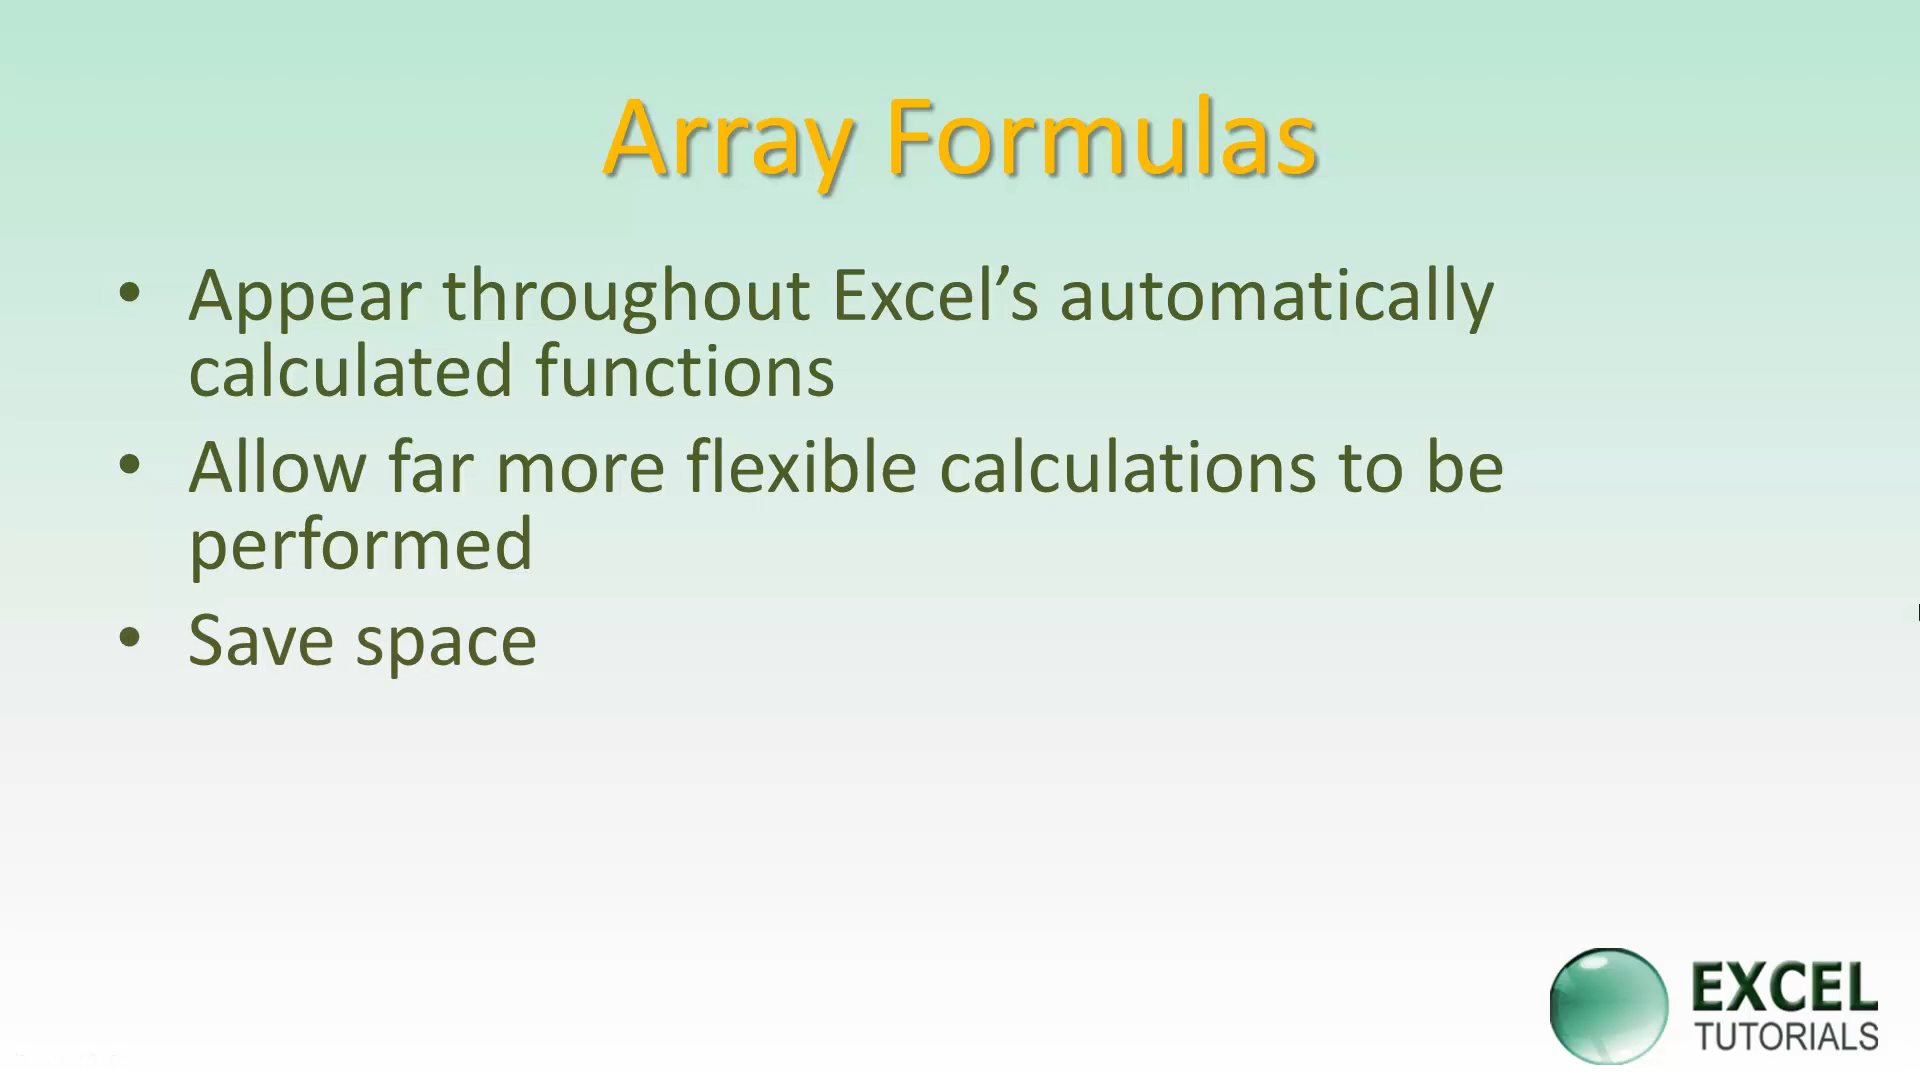 Array Formulas
• Appear throughout Excel’s automatically
calculated functions
• Allow far more flexible calculations to be
performed
• Save space
EXCEL
TUTORIALS